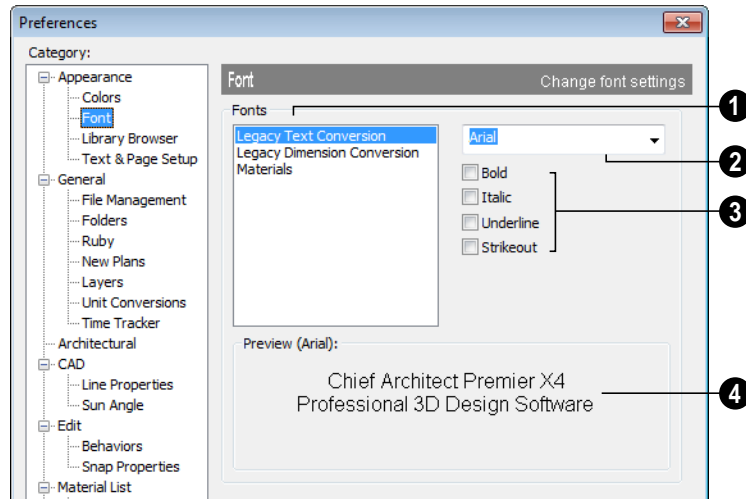 Preferences
Category:
Appearance
Colors
Font
Library Browser
Text & Page Setup
General
File Management
Folders
Ruby
New Plans
Layers
Unit Conversions
Time Tracker
Architectural
CAD
Line Properties
Sun Angle
Edit
Behaviors
Snap Properties
Material List
Font Change font settings
Fonts
Legacy Text Conversion
Legacy Dimension Conversion
Materials
Arial
Bold
Italic
Underline
Strikeout
Preview (Arial):
Chief Architect Premier X4
Professional 3D Design Software
1
2
3
4